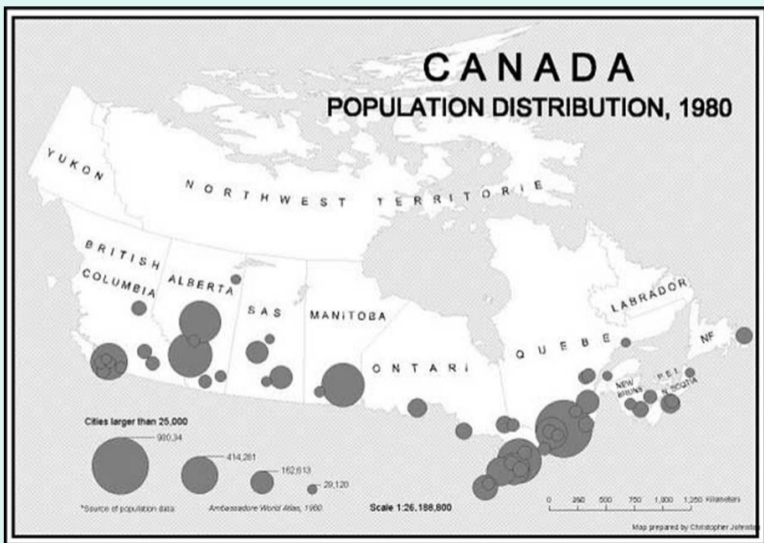 CANADA
POPULATION DISTRIBUTION, 1980
YUKON
NORTHWEST TERRITORIE
BRITISH
COLUMBIA
ALBERTA
SAS
MANITOBA
ONTARI
QUEBE
LABRADOR
NF
P.E.I.
NEW
BRUNS
N. SCOTIA
Cities larger than 25,000
980,34
414,281
162,613
29,120
*Source of population data:
Ambassadore World Atlas, 1980.
Scale 1:26,188,800
0 250 500 750 1,000 1,250 Kilometers
Map prepared by Christopher Johnston